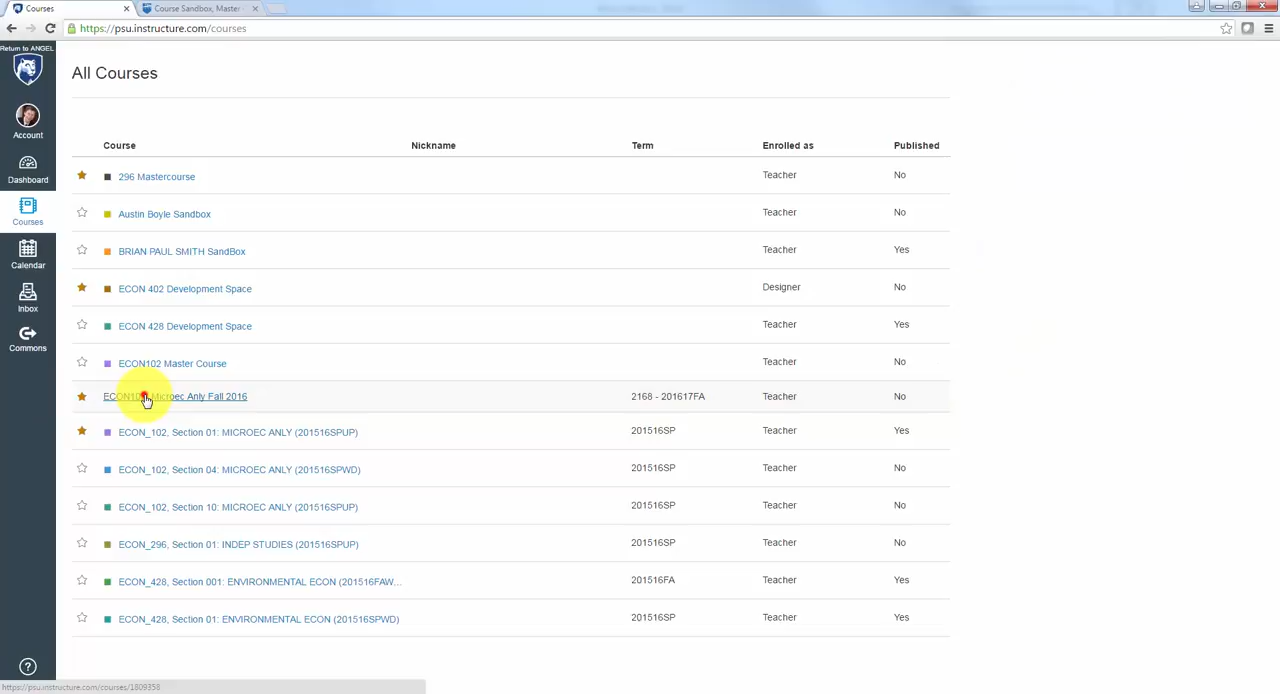 Courses
Course Sandbox, Master
https://psu.instructure.com/courses
Return to ANGEL
Account
Dashboard
Courses
Calendar
Inbox
Commons
All Courses
Course Nickname Term Enrolled as Published
296 Mastercourse Teacher No
Austin Boyle Sandbox Teacher No
BRIAN PAUL SMITH SandBox Teacher Yes
ECON 402 Development Space Designer No
ECON 428 Development Space Teacher Yes
ECON102 Master Course Teacher No
Microec Anly Fall 2016 2168 - 201617FA Teacher No
ECON_102, Section 01: MICROEC ANLY (201516SPUP) 201516SP Teacher Yes
ECON_102, Section 04: MICROEC ANLY (201516SPWD) 201516SP Teacher No
ECON_102, Section 10: MICROEC ANLY (201516SPUP) 201516SP Teacher No
ECON_296, Section 01: INDEP STUDIES (201516SPUP) 201516SP Teacher No
ECON_428, Section 001: ENVIRONMENTAL ECON (201516FAW... 201516FA Teacher Yes
ECON_428, Section 01: ENVIRONMENTAL ECON (201516SPWD) 201516SP Teacher Yes
https://psu.instructure.com/courses/1809358